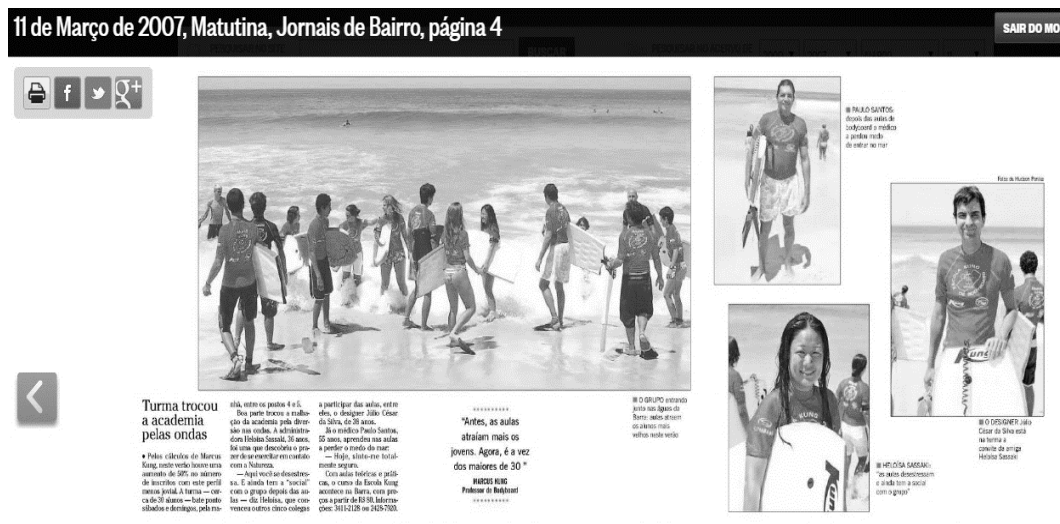 11 de Março de 2007, Matutina, Jornais de Bairro, página 4
SAIR DO MO
BUSCAR
f
g+
PAULO SANTOS:
depois das aulas de
bodyboard o médico
perdeu medo
de entrar no mar
Fotos de Hudson Pontes
Turma trocou
a academia
pelas ondas
Pelos cálculos de Marcus
Kung, neste verão houve uma
aumento de 50% no número
de inscritos com este perfil
menos jovial. A turma — cer-
ca de 30 alunos — bate ponto
sábados e domingos, pela ma-
nhã, entre os postos 4 e 5.
Boa parte trocou a malha-
ção da academia pela diver-
são nas ondas. A administra-
dora Heloísa Sassaki, 36 anos,
foi uma que descobriu o pra-
zer de se exercitar em contato
com a Natureza.
— Aqui você se desestres-
sa. E ainda tem a "social"
com o grupo depois das au-
las — diz Heloísa, que con-
venceu outros cinco colegas
a participar das aulas, entre
eles, o designer Júlio César
da Silva, de 28 anos.
Já o médico Paulo Santos,
55 anos, aprendeu nas aulas
a perder o medo do mar:
— Hoje, sinto-me total-
mente seguro.
Com aulas teóricas e práti-
cas, o curso da Escola Kung
acontece na Barra, com pre-
ços a partir de R$ 80. Informa-
ções: 3411-2128 ou 2428-7920.
"Antes, as aulas
atraíam mais os
jovens. Agora, é a vez
dos maiores de 30 "
MARCUS KUNG
Professor de Bodyboard
O GRUPO entrando
junto nas águas da
Barra: aulas atraem
os alunos mais
velhos neste verão
KUNG
Kung
HELOÍSA SASSAKI:
"as aulas desestressam
e ainda tem a social
com o grupo"
O DESIGNER Júlio
César da Silva está
na turma a
convite da amiga
Heloísa Sassaki